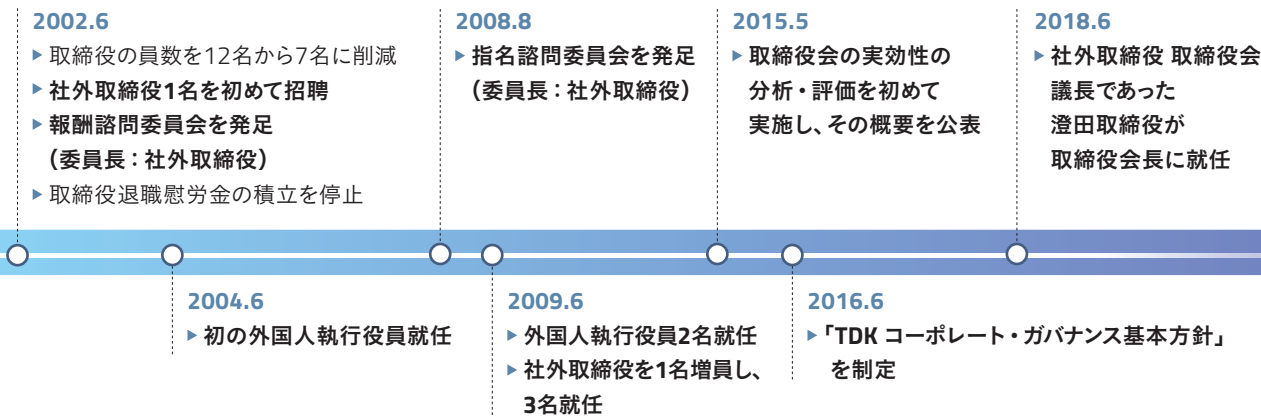 2002.6
▶ 取締役の員数を12名から7名に削減
▶ 社外取締役1名を初めて招聘
▶ 報酬諮問委員会を発足
(委員長:社外取締役)
▶ 取締役退職慰労金の積立を停止
2004.6
▶ 初の外国人執行役員就任
2008.8
▶ 指名諮問委員会を発足
(委員長:社外取締役)
2009.6
▶ 外国人執行役員2名就任
▶ 社外取締役を1名増員し、
3名就任
2015.5
▶ 取締役会の実効性の
分析・評価を初めて
実施し、その概要を公表
2016.6
▶ 「TDK コーポレート・ガバナンス基本方針」
を制定
2018.6
▶ 社外取締役 取締役会
議長であった
澄田取締役が
取締役会長に就任